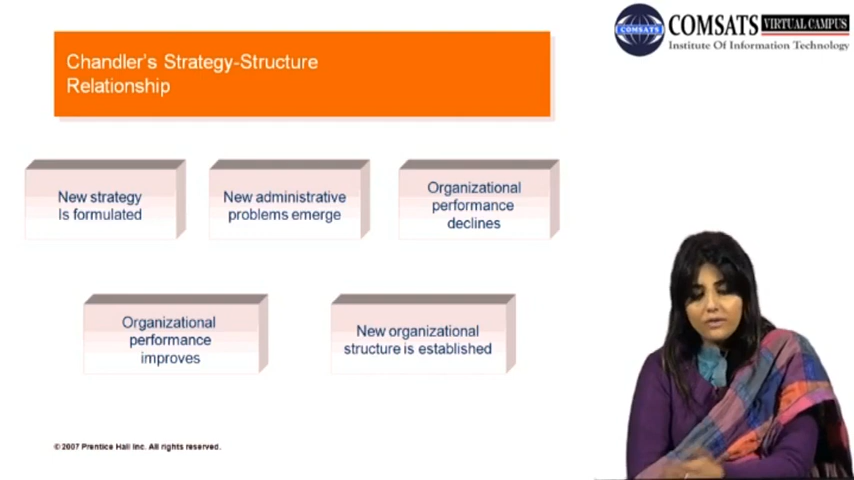 Chandler's Strategy-Structure
Relationship
COMSATS
COMSATS VIRTUAL CAMPUS
Institute Of Information Technology
New strategy
Is formulated
New administrative
problems emerge
Organizational
performance
declines
Organizational
performance
improves
New organizational
structure is established
© 2007 Prentice Hall Inc. All rights reserved.